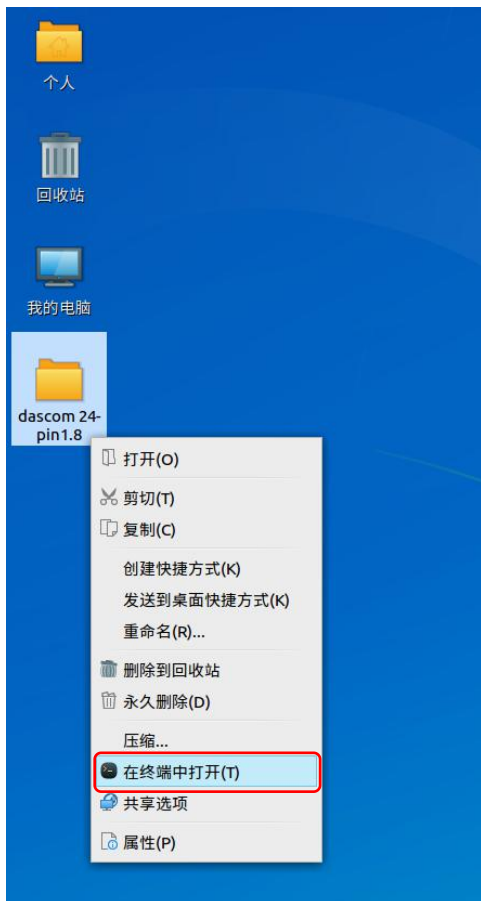 个人
回收站
我的电脑
dascom 24-
pin1.8
打开(O)
剪切(T)
复制(C)
创建快捷方式(K)
发送到桌面快捷方式(K)
重命名(R)...
删除到回收站
永久删除(D)
压缩...
在终端中打开(T)
共享选项
属性(P)